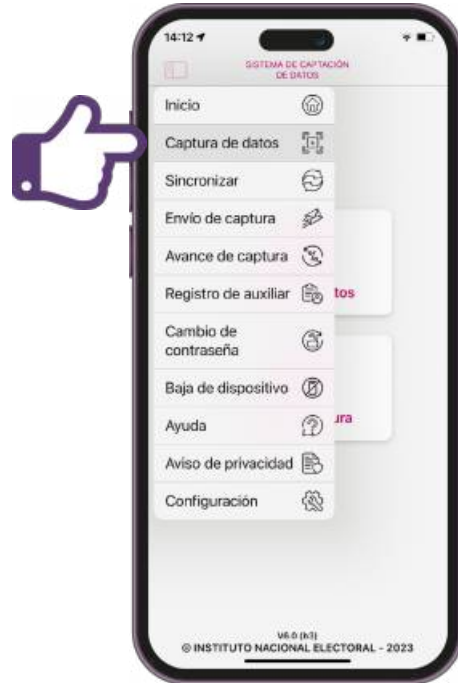 14:12
SISTEMA DE CAPTACIÓN
DE DATOS
Inicio
Captura de datos
Sincronizar
Envío de captura
Avance de captura
Registro de auxiliar
tos
Cambio de
contraseña
Baja de dispositivo
Ayuda
ura
Aviso de privacidad
Configuración
V6.0 (h3)
© INSTITUTO NACIONAL ELECTORAL - 2023